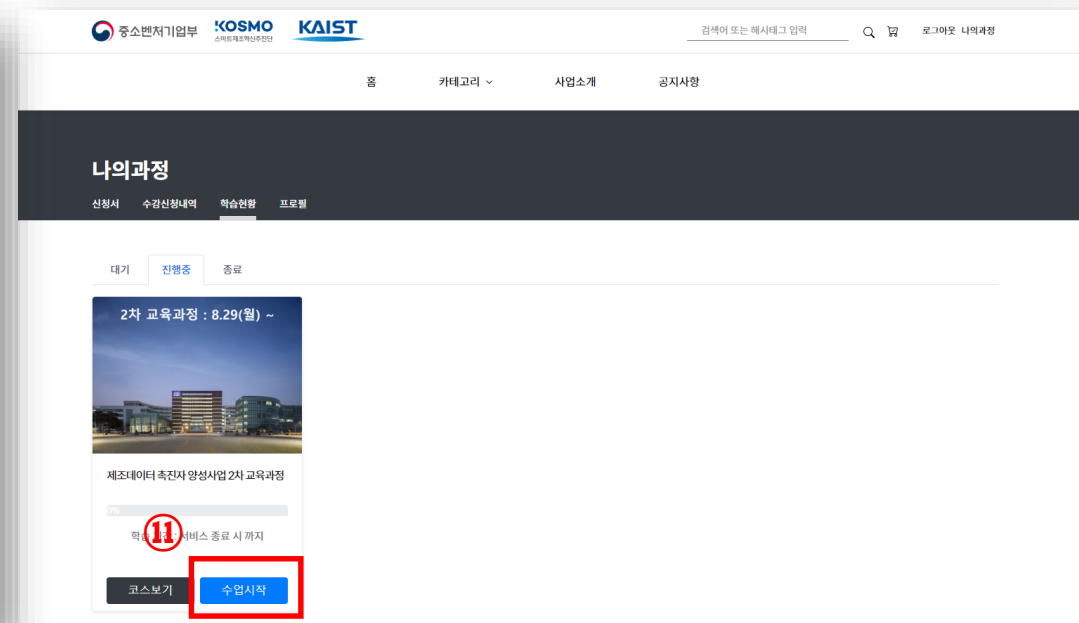 중소벤처기업부 KOSMO 스마트제조혁신추진단 KAIST 검색어 또는 해시태그 입력 로그아웃 나의과정
홈 카테고리 사업소개 공지사항
나의과정
신청서 수강신청내역 학습현황 프로필
대기 진행중 종료
2차 교육과정 : 8.29(월) ~
제조데이터 촉진자 양성사업 2차 교육과정
0%
⑪
학습 : 서비스 종료 시 까지
코스보기 수업시작